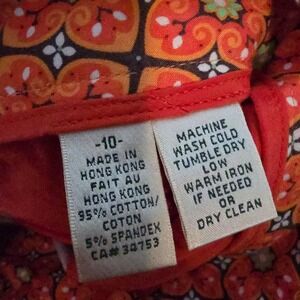 -10-
MADE IN
HONG KONG
FAIT AU
HONG KONG
95% COTTON/
COTON
5% SPANDEX
CA# 34753
MACHINE
WASH COLD
TUMBLE DRY
LOW
WARM IRON
IF NEEDED
OR
DRY CLEAN